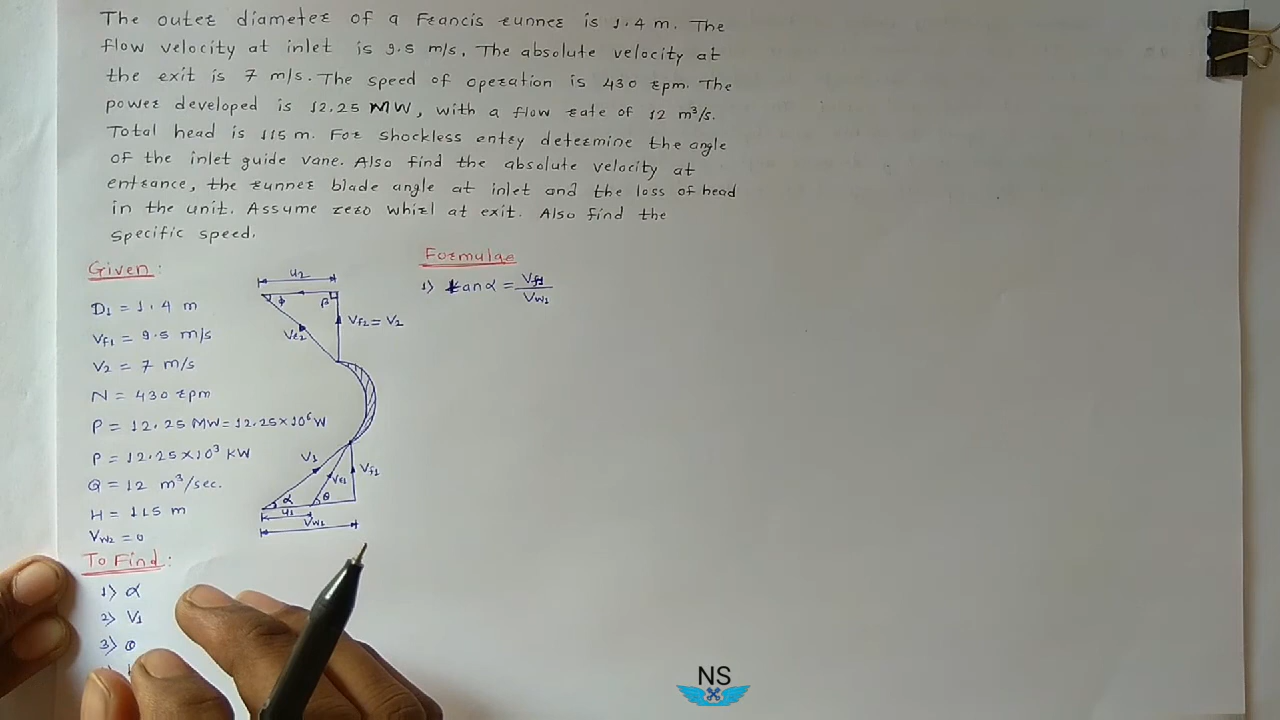 The outer diameter of a Francis runner is 1.4 m. The
flow velocity at inlet is 9.5 m/s. The absolute velocity at
the exit is 7 m/s. The speed of operation is 430 rpm. The
power developed is 12.25 MW, with a flow rate of 12 m³/s.
Total head is 115 m. For shockless entry determine the angle
of the inlet guide vane. Also find the absolute velocity at
entrance, the runner blade angle at inlet and the loss of head
in the unit. Assume zero whirl at exit. Also find the
specific speed.
Given:
D₁ = 1.4 m
Vf₁ = 9.5 m/s
V₂ = 7 m/s
N = 430 rpm
P = 12.25 MW = 12.25×10⁶ W
P = 12.25×10³ KW
Q = 12 m³/sec.
H = 115 m
Vw₂ = 0
To Find:
1) α
2) V₁
3) θ
u₂
ϕ
β
Vr₂
Vf₂ = V₂
V₁
Vr₁
Vf₁
α
θ
u₁
Vw₁
Formulae
1) tanα = Vf₁/Vw₁
NS